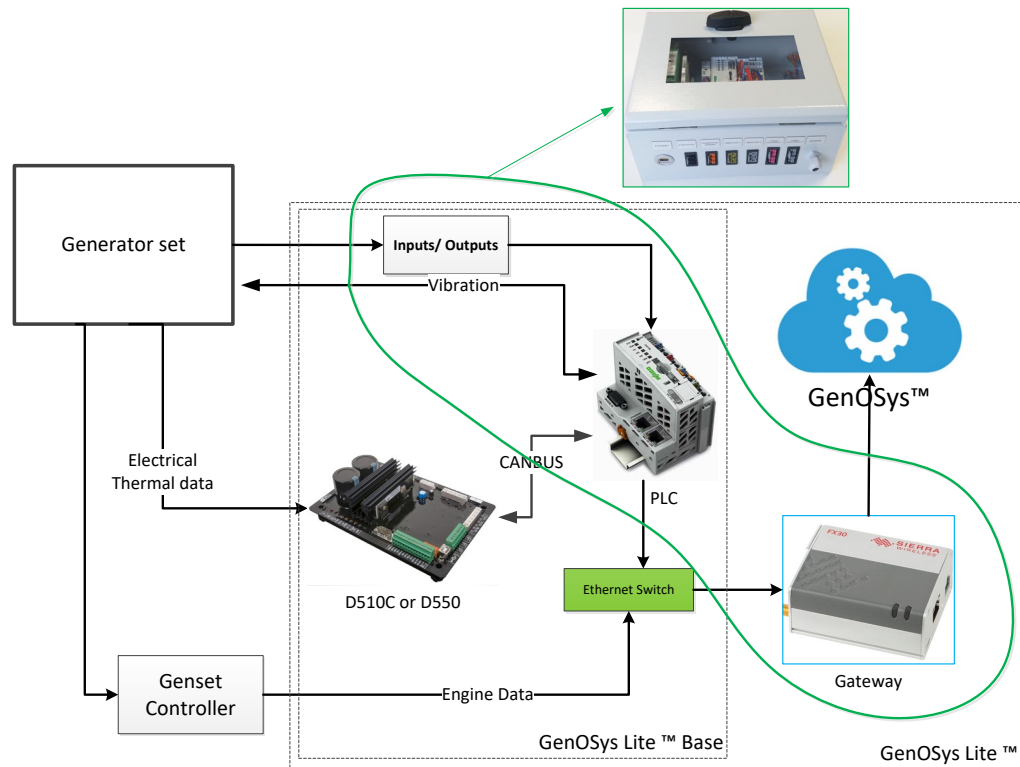 Generator set
Inputs/ Outputs
Vibration
GenOSys™
Electrical
Thermal data
CANBUS
PLC
FX30
SIERRA
WIRELESS
D510C or D550
Ethernet Switch
Gateway
Genset
Controller
Engine Data
GenOSys Lite ™ Base
GenOSys Lite ™